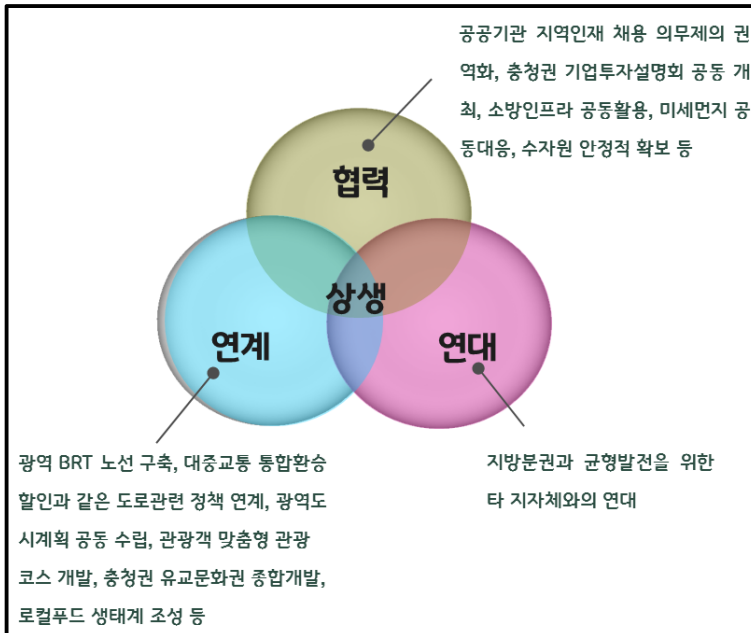 공공기관 지역인재 채용 의무제의 권
역화, 충청권 기업투자설명회 공동 개
최, 소방인프라 공동활용, 미세먼지 공
동대응, 수자원 안정적 확보 등
협력
상생
연계
연대
광역 BRT 노선 구축, 대중교통 통합환승
할인과 같은 도로관련 정책 연계, 광역도
시계획 공동 수립, 관광객 맞춤형 관광
코스 개발, 충청권 유교문화권 종합개발,
로컬푸드 생태계 조성 등
지방분권과 균형발전을 위한
타 지자체와의 연대